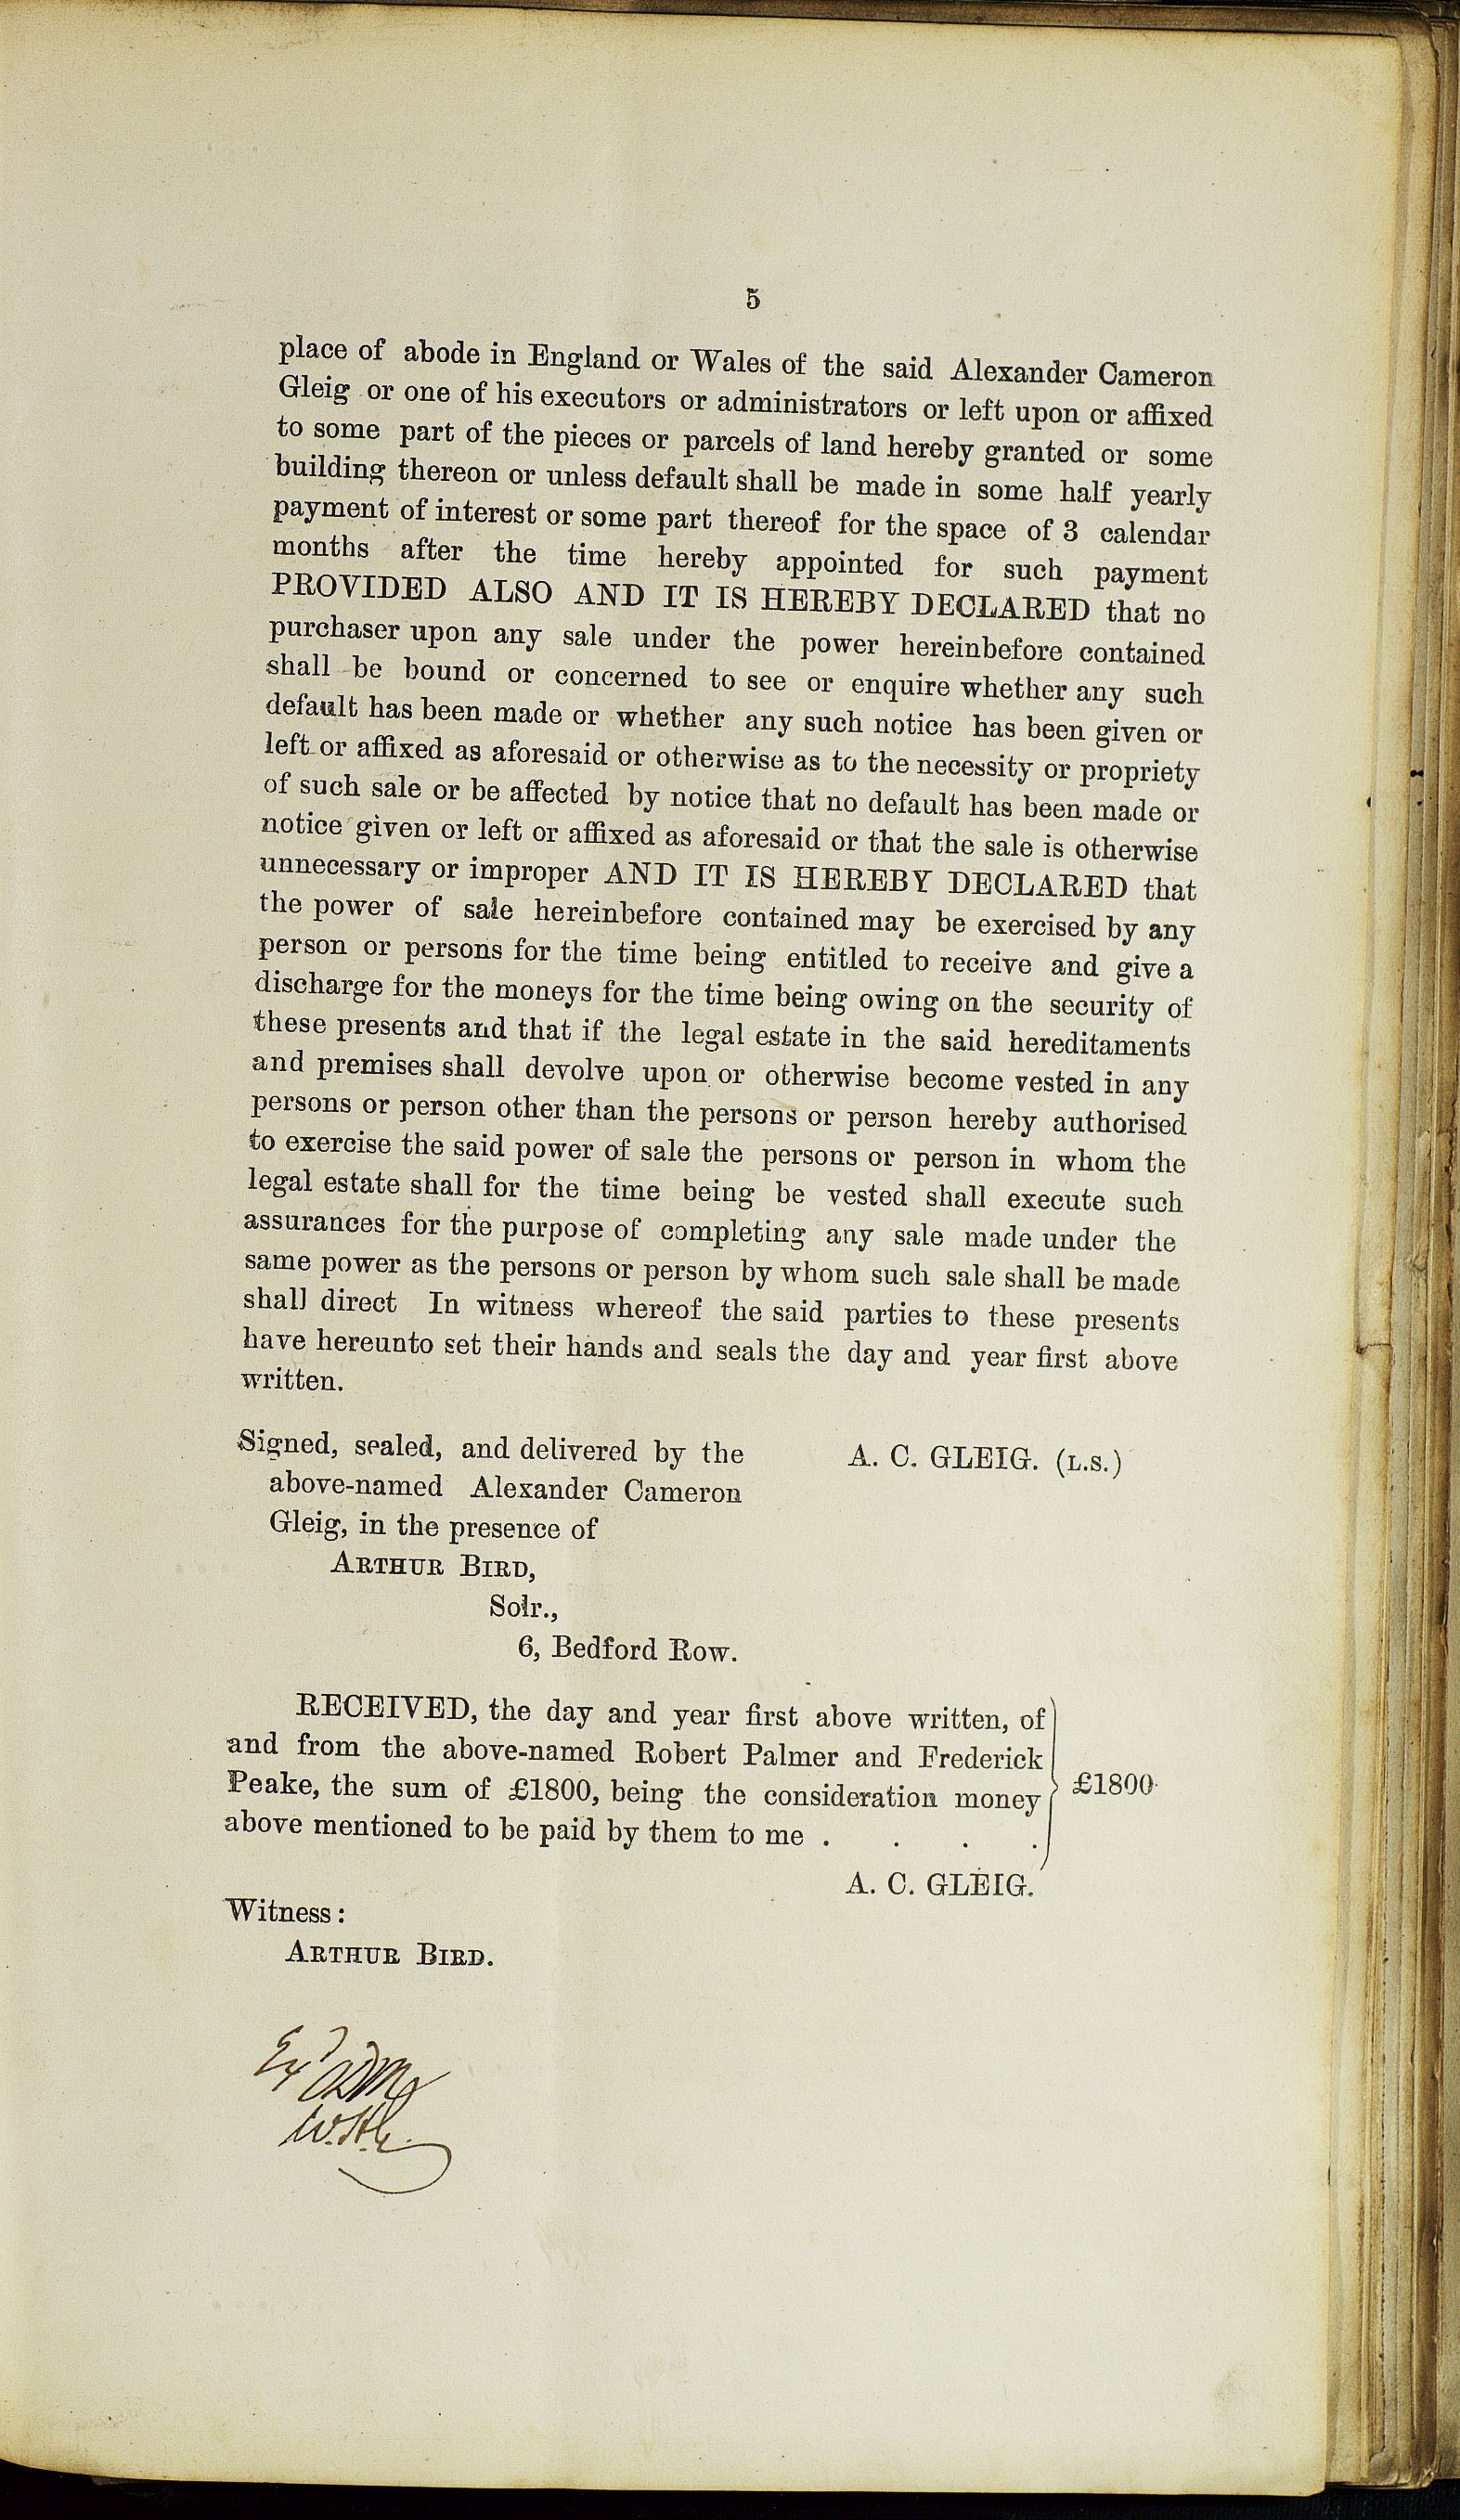 5
place of abode in England or Wales of the said Alexander Cameron
Gleig or one of his executors or administrators or left upon or affixed
to some part of the pieces or parcels of land hereby granted or some
building thereon or unless default shall be made in some half yearly
payment of interest or some part thereof for the space of 3 calendar
months after the time hereby appointed for such payment
PROVIDED ALSO AND IT IS HEREBY DECLARED that no
purchaser upon any sale under the power hereinbefore contained
shall be bound or concerned to see or enquire whether any such
default has been made or whether any such notice has been given or
left or affixed as aforesaid or otherwise as to the necessity or propriety
of such sale or be affected by notice that no default has been made or
notice given or left or affixed as aforesaid or that the sale is otherwise
unnecessary or improper AND IT IS HEREBY DECLARED that
the power of sale hereinbefore contained may be exercised by any
person or persons for the time being entitled to receive and give a
discharge for the moneys for the time being owing on the security of
these presents and that if the legal estate in the said hereditaments
and premises shall devolve upon or otherwise become vested in any
persons or person other than the persons or person hereby authorised
to exercise the said power of sale the persons or person in whom the
legal estate shall for the time being be vested shall execute such
assurances for the purpose of completing any sale made under the
same power as the persons or person by whom such sale shall be made
shall direct In witness whereof the said parties to these presents
have hereunto set their hands and seals the day and year first above
written.
Signed, sealed, and delivered by the
above-named Alexander Cameron
Gleig, in the presence of
ARTHUR BIRD,
Solr.,
6, Bedford Row.
A. C. GLEIG. (L.S.)
RECEIVED, the day and year first above written, of
and from the above-named Robert Palmer and Frederick
Peake, the sum of £1800, being the consideration money
above mentioned to be paid by them to me . . . .
£1800
A. C. GLEIG.
Witness:
ARTHUR BIRD.